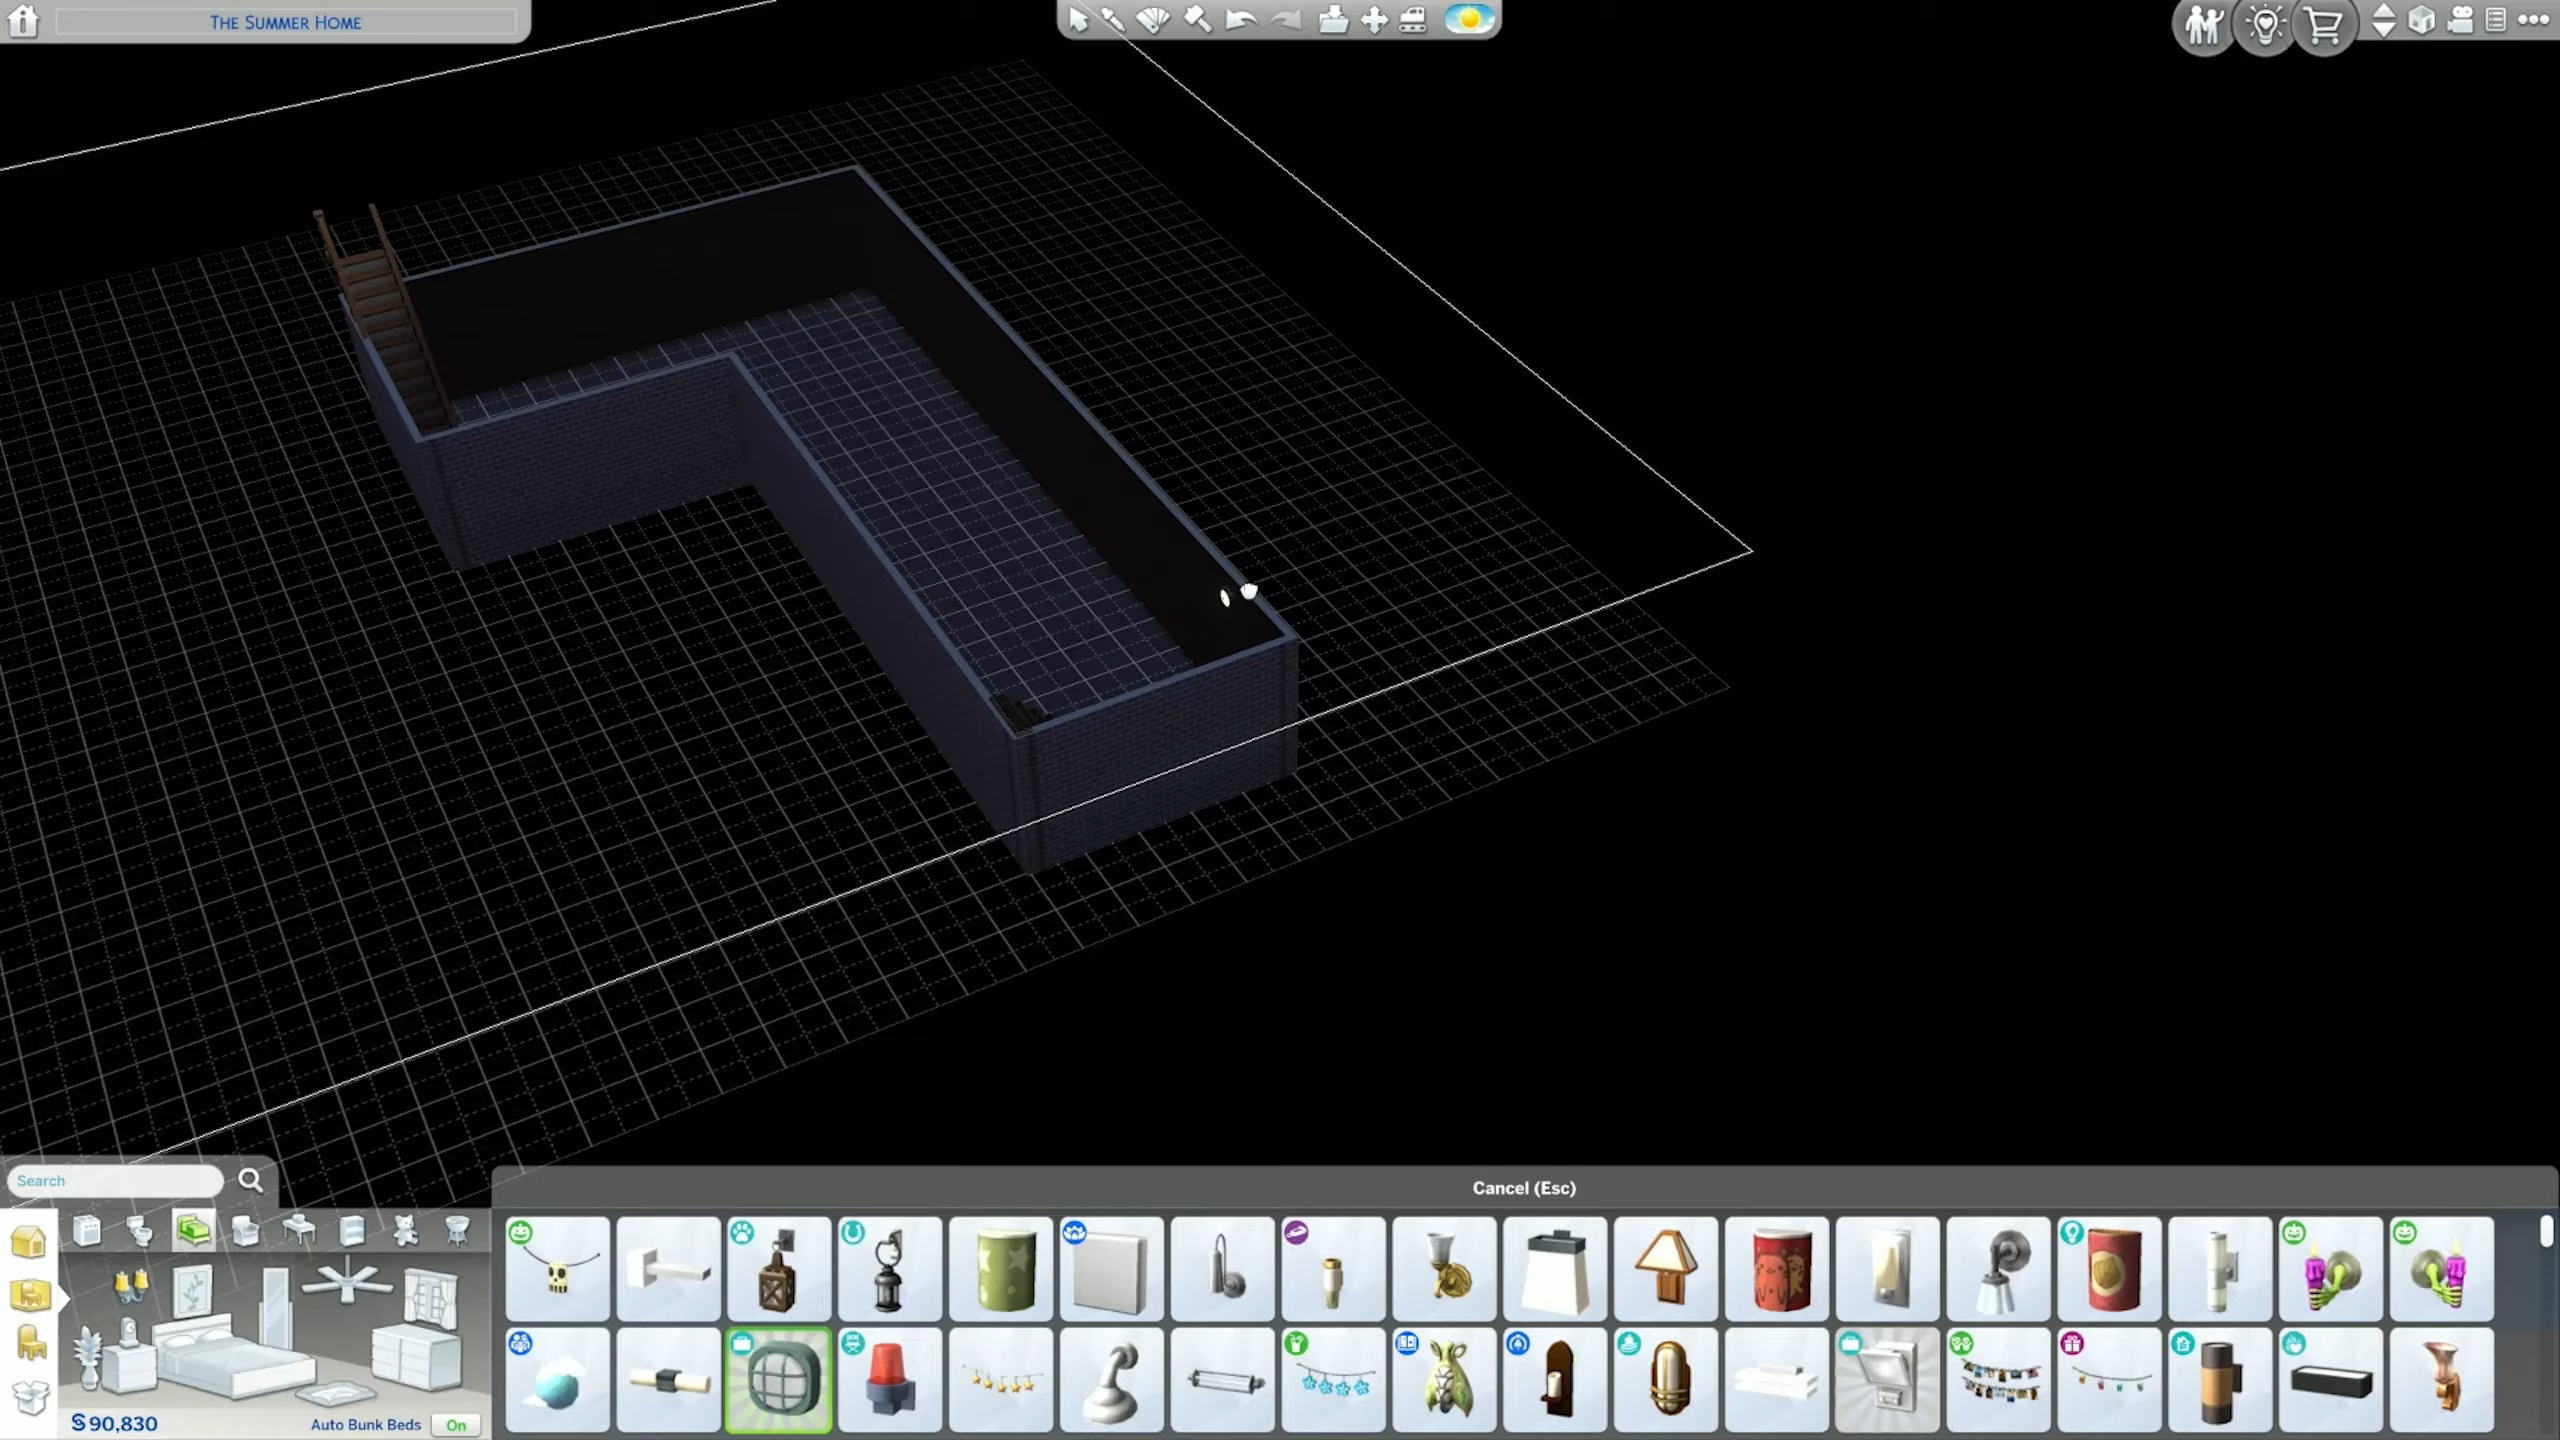 THE SUMMER HOME
Cancel (Esc)
Search
§90,830
Auto Bunk Beds
On